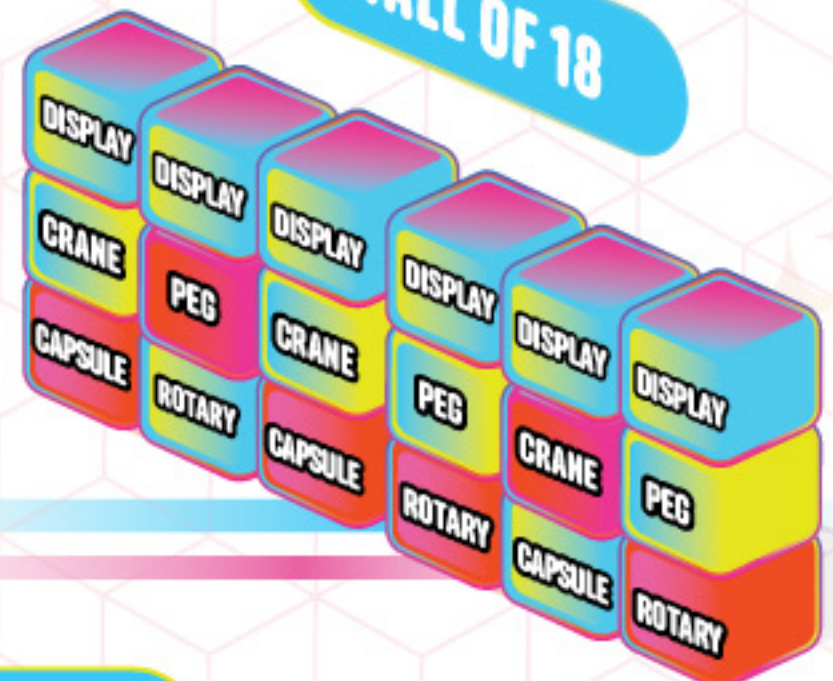 OF 18
DISPLAY
CRANE
CAPSULE
DISPLAY
PEG
ROTARY
DISPLAY
CRANE
CAPSULE
DISPLAY
PEG
ROTARY
DISPLAY
CRANE
CAPSULE
DISPLAY
PEG
ROTARY